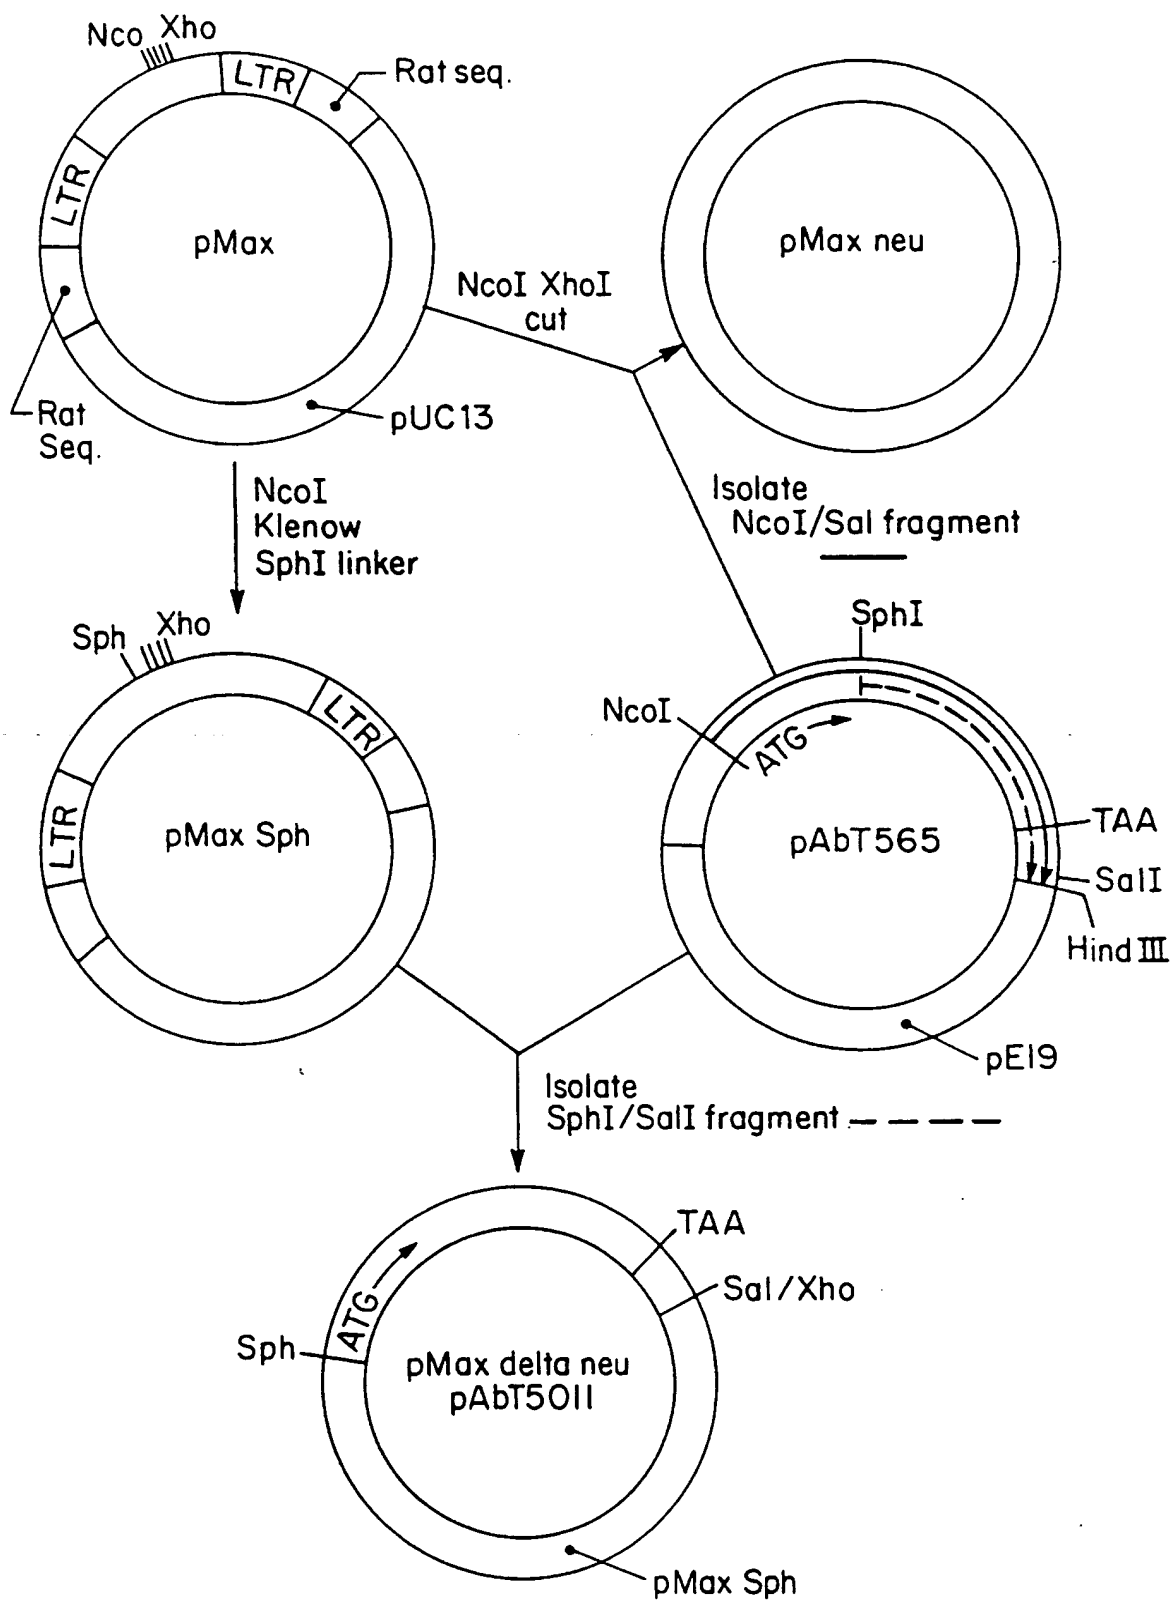 Nco Xho
LTR
Rat seq.
LTR
pMax
pMax neu
NcoI XhoI
cut
Rat
Seq.
pUC13
NcoI
Klenow
SphI linker
Isolate
NcoI/Sal fragment
Sph Xho
SphI
LTR
NcoI
ATG
LTR
pMax Sph
pAbT565
TAA
SalI
Hind III
pE19
Isolate
SphI/SalI fragment
TAA
Sal/Xho
ATG
Sph
pMax delta neu
pAbT5011
pMax Sph